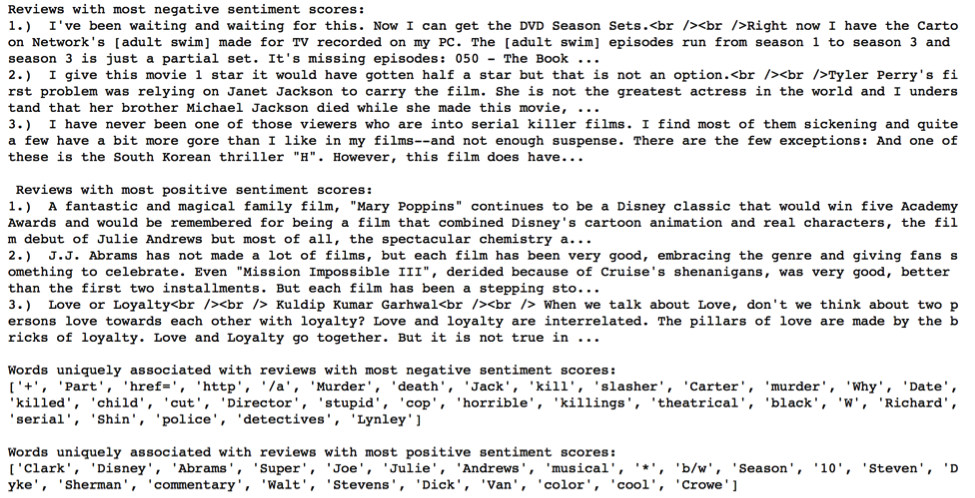 Reviews with most negative sentiment scores:
1.)  I've been waiting and waiting for this. Now I can get the DVD Season Sets.<br /><br />Right now I have the Carto
on Network's [adult swim] made for TV recorded on my PC. The [adult swim] episodes run from season 1 to season 3 and
season 3 is just a partial set. It's missing episodes: 050 - The Book ...
2.)  I give this movie 1 star it would have gotten half a star but that is not an option.<br /><br />Tyler Perry's fi
rst problem was relying on Janet Jackson to carry the film. She is not the greatest actress in the world and I unders
tand that her brother Michael Jackson died while she made this movie, ...
3.)  I have never been one of those viewers who are into serial killer films. I find most of them sickening and quite
a few have a bit more gore than I like in my films--and not enough suspense. There are the few exceptions: And one of
these is the South Korean thriller "H". However, this film does have...
Reviews with most positive sentiment scores:
1.)  A fantastic and magical family film, "Mary Poppins" continues to be a Disney classic that would win five Academy
Awards and would be remembered for being a film that combined Disney's cartoon animation and real characters, the fil
m debut of Julie Andrews but most of all, the spectacular chemistry a...
2.)  J.J. Abrams has not made a lot of films, but each film has been very good, embracing the genre and giving fans s
omething to celebrate. Even "Mission Impossible III", derided because of Cruise's shenanigans, was very good, better
than the first two installments. But each film has been a stepping sto...
3.)  Love or Loyalty<br /><br /> Kuldip Kumar Garhwal<br /><br /> When we talk about Love, don't we think about two p
ersons love towards each other with loyalty? Love and loyalty are interrelated. The pillars of love are made by the b
ricks of loyalty. Love and Loyalty go together. But it is not true in ...
Words uniquely associated with reviews with most negative sentiment scores:
['+', 'Part', 'href=', 'http', '/a', 'Murder', 'death', 'Jack', 'kill', 'slasher', 'Carter', 'murder', 'Why', 'Date',
'killed', 'child', 'cut', 'Director', 'stupid', 'cop', 'horrible', 'killings', 'theatrical', 'black', 'W', 'Richard',
'serial', 'Shin', 'police', 'detectives', 'Lynley']
Words uniquely associated with reviews with most positive sentiment scores:
['Clark', 'Disney', 'Abrams', 'Super', 'Joe', 'Julie', 'Andrews', 'musical', '*', 'b/w', 'Season', '10', 'Steven', 'D
yke', 'Sherman', 'commentary', 'Walt', 'Stevens', 'Dick', 'Van', 'color', 'cool', 'Crowe']